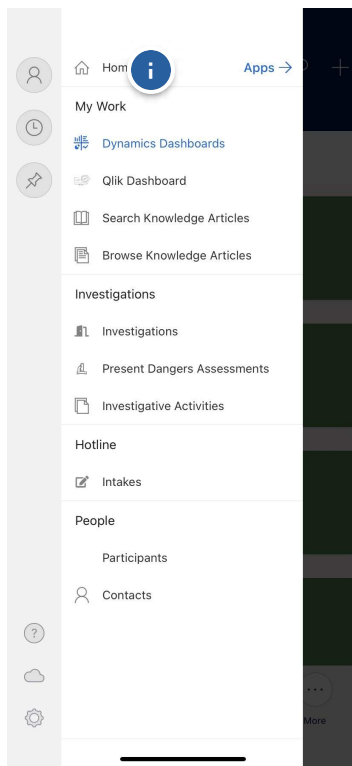 Hom
i
Apps →
My Work
Dynamics Dashboards
Qlik Dashboard
Search Knowledge Articles
Browse Knowledge Articles
Investigations
Investigations
Present Dangers Assessments
Investigative Activities
Hotline
Intakes
People
Participants
Contacts
?
More